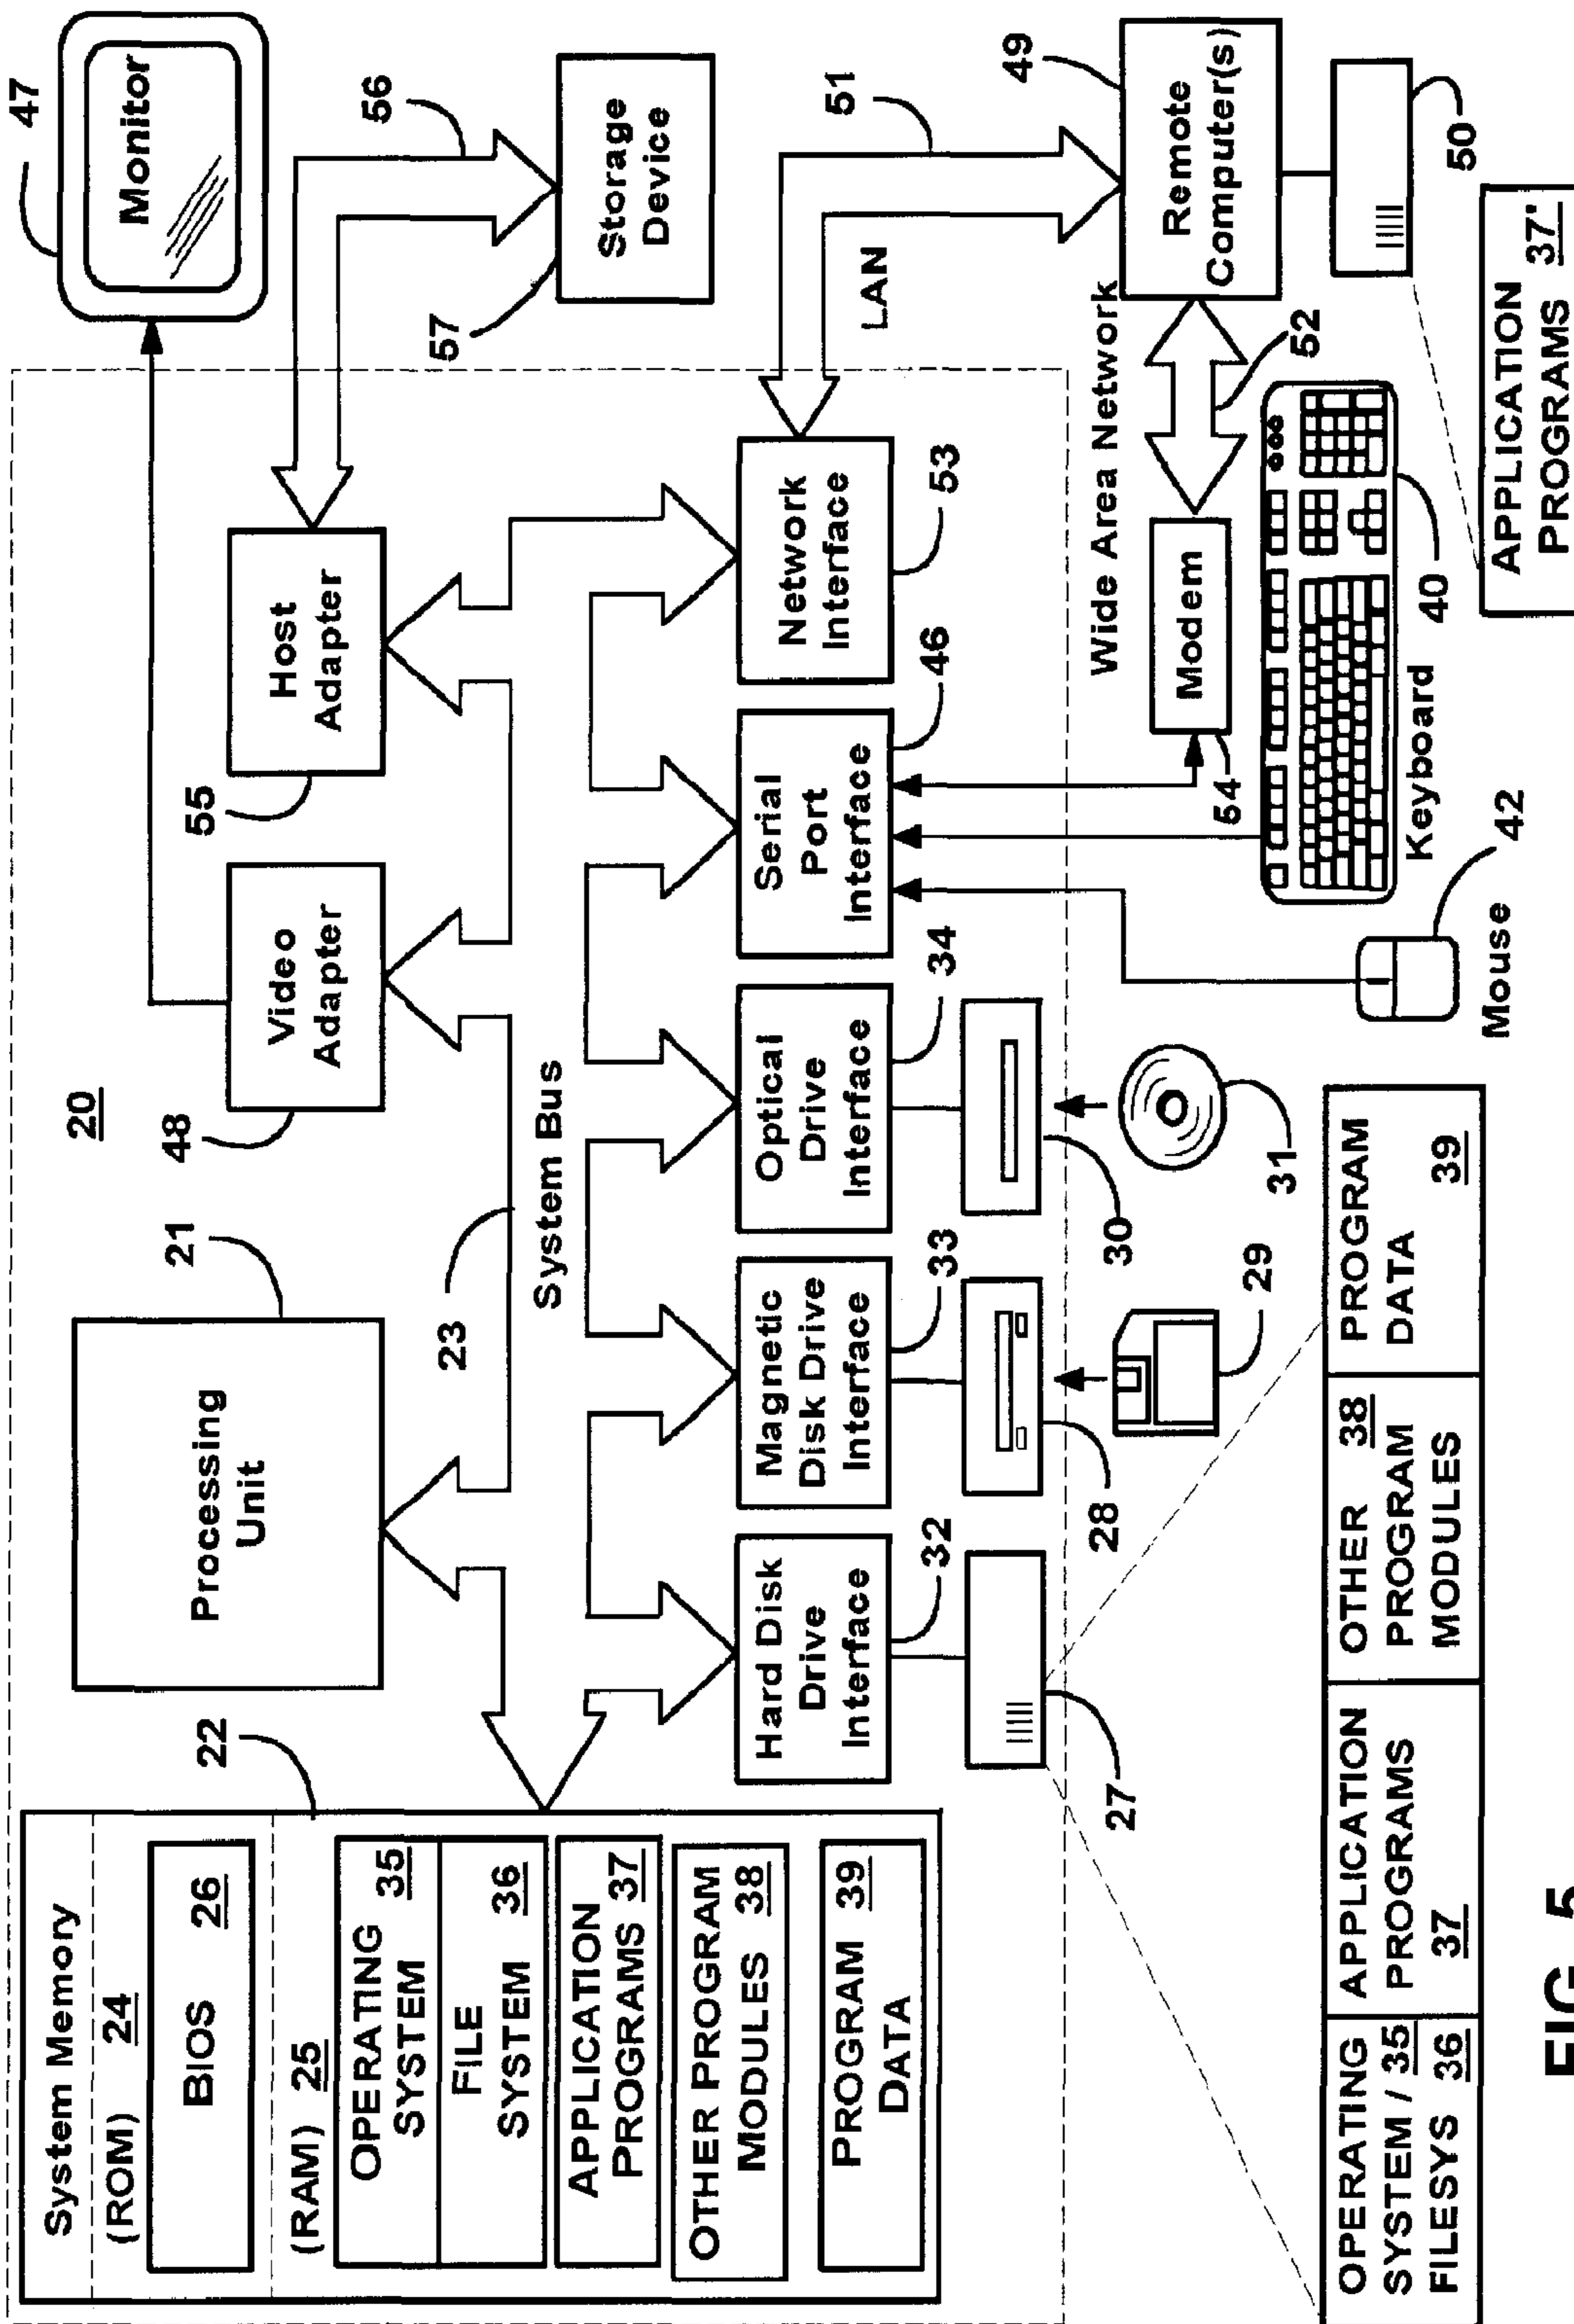 System Memory
(ROM) 24
BIOS 26
(RAM) 25
OPERATING
SYSTEM 35
FILE
SYSTEM 36
APPLICATION
PROGRAMS 37
OTHER PROGRAM
MODULES 38
PROGRAM 39
DATA
22
Processing
Unit
21
20
48
Video
Adapter
55
Host
Adapter
47
Monitor
56
57
Storage
Device
23
System Bus
Hard Disk
Drive
Interface
32
Magnetic
Disk Drive
Interface
33
Optical
Drive
Interface
34
Serial
Port
Interface
46
Network
Interface
53
LAN
51
49
Remote
Computer(s)
Wide Area Network
52
Modem
54
27
28
29
30
31
Mouse
42
Keyboard
40
50
OPERATING
SYSTEM / 35
FILESYS 36
APPLICATION
PROGRAMS
37
OTHER 38
PROGRAM
MODULES
PROGRAM
DATA 39
APPLICATION
PROGRAMS 37'
FIG. 5